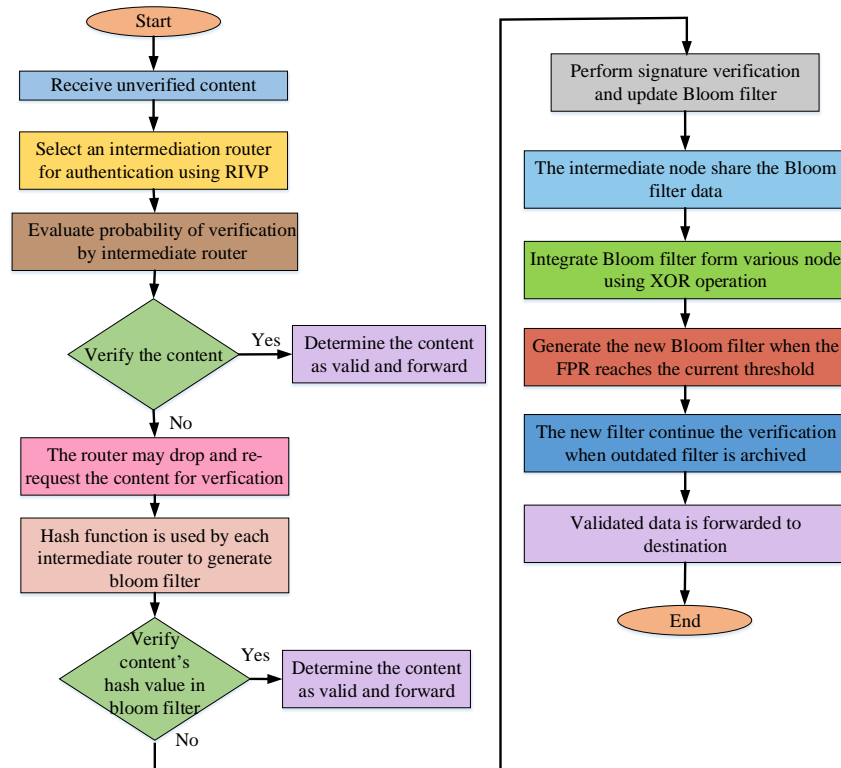 Start
Receive unverified content
Select an intermediation router
for authentication using RIVP
Evaluate probability of verification
by intermediate router
Verify the content
Yes
Determine the content
as valid and forward
No
The router may drop and re-
request the content for verfication
Hash function is used by each
intermediate router to generate
bloom filter
Verify
content's
hash value in
bloom filter
Yes
Determine the content
as valid and forward
No
Perform signature verification
and update Bloom filter
The intermediate node share the Bloom
filter data
Integrate Bloom filter form various node
using XOR operation
Generate the new Bloom filter when the
FPR reaches the current threshold
The new filter continue the verification
when outdated filter is archived
Validated data is forwarded to
destination
End